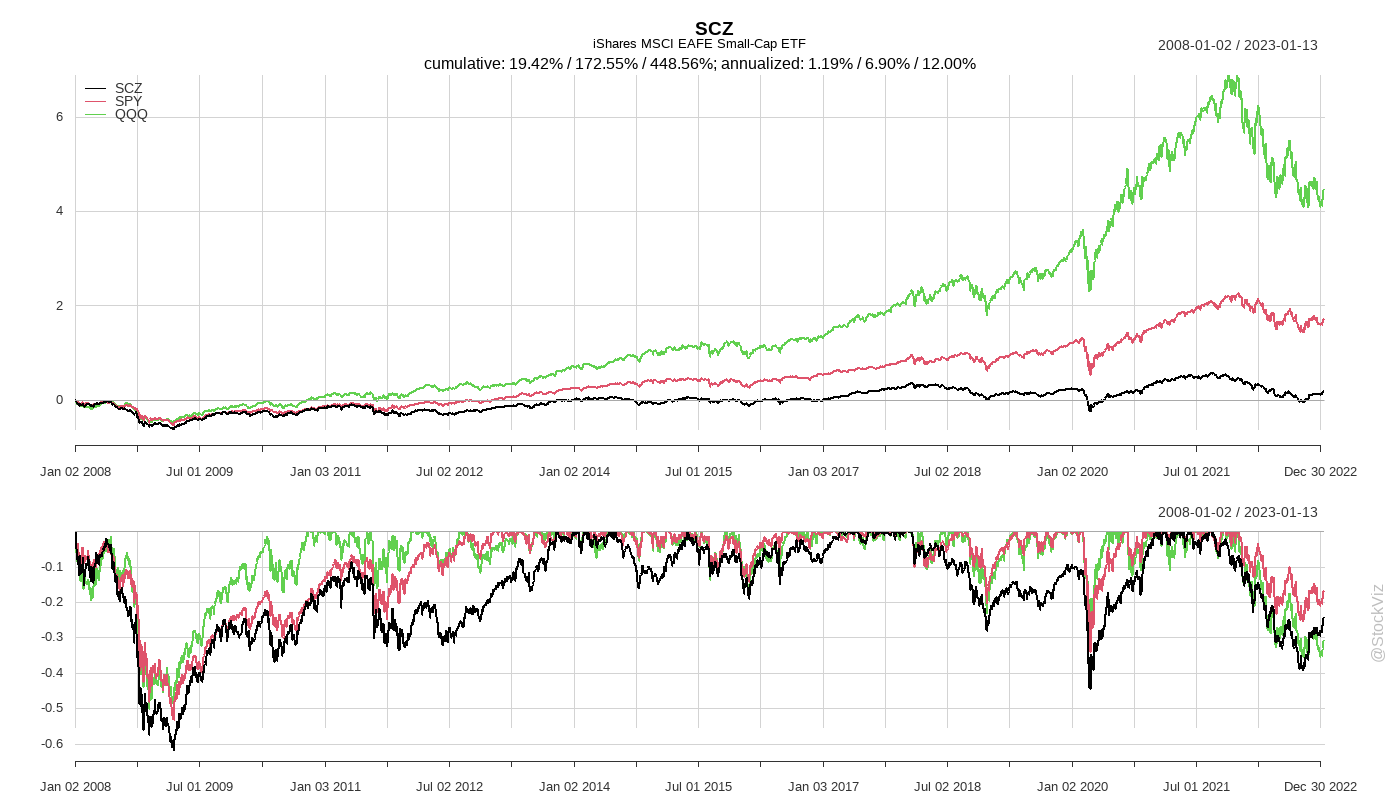 SCZ
iShares MSCI EAFE Small-Cap ETF
2008-01-02 / 2023-01-13
cumulative: 19.42% / 172.55% / 448.56%; annualized: 1.19% / 6.90% / 12.00%
SCZ
SPY
QQQ
6
4
2
0
Jan 02 2008 Jul 01 2009 Jan 03 2011 Jul 02 2012 Jan 02 2014 Jul 01 2015 Jan 03 2017 Jul 02 2018 Jan 02 2020 Jul 01 2021 Dec 30 2022
2008-01-02 / 2023-01-13
-0.1
-0.2
-0.3
-0.4
-0.5
-0.6
Jan 02 2008 Jul 01 2009 Jan 03 2011 Jul 02 2012 Jan 02 2014 Jul 01 2015 Jan 03 2017 Jul 02 2018 Jan 02 2020 Jul 01 2021 Dec 30 2022
@StockViz